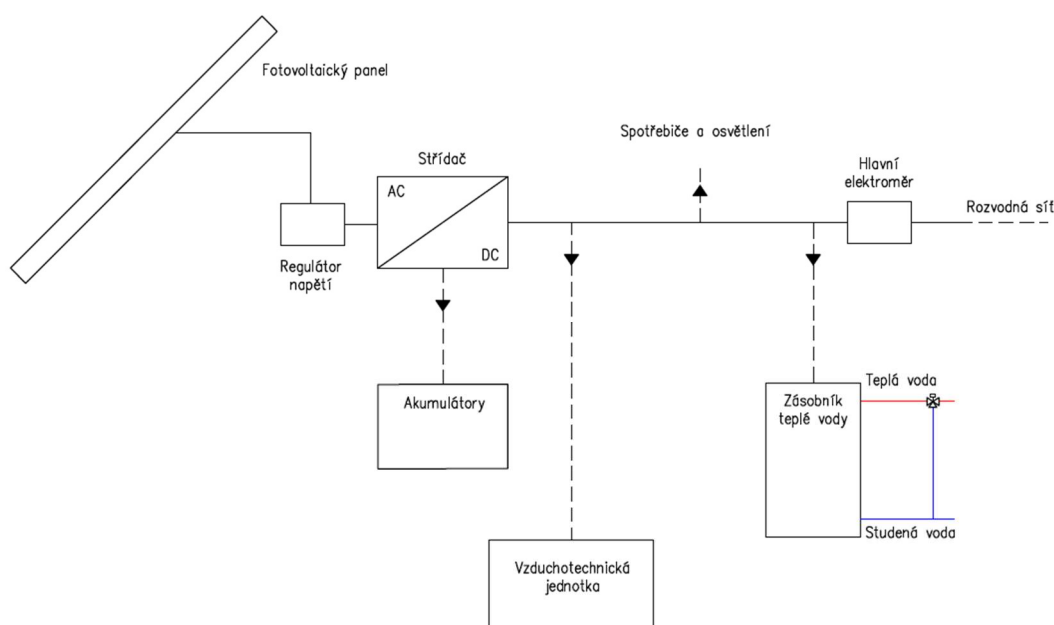 Fotovoltaický panel
Spotřebiče a osvětlení
Střídač
Hlavní
elektroměr
AC
DC
Rozvodná síť
Regulátor
napětí
Akumulátory
Teplá voda
Zásobník
teplé vody
Studená voda
Vzduchotechnická
jednotka